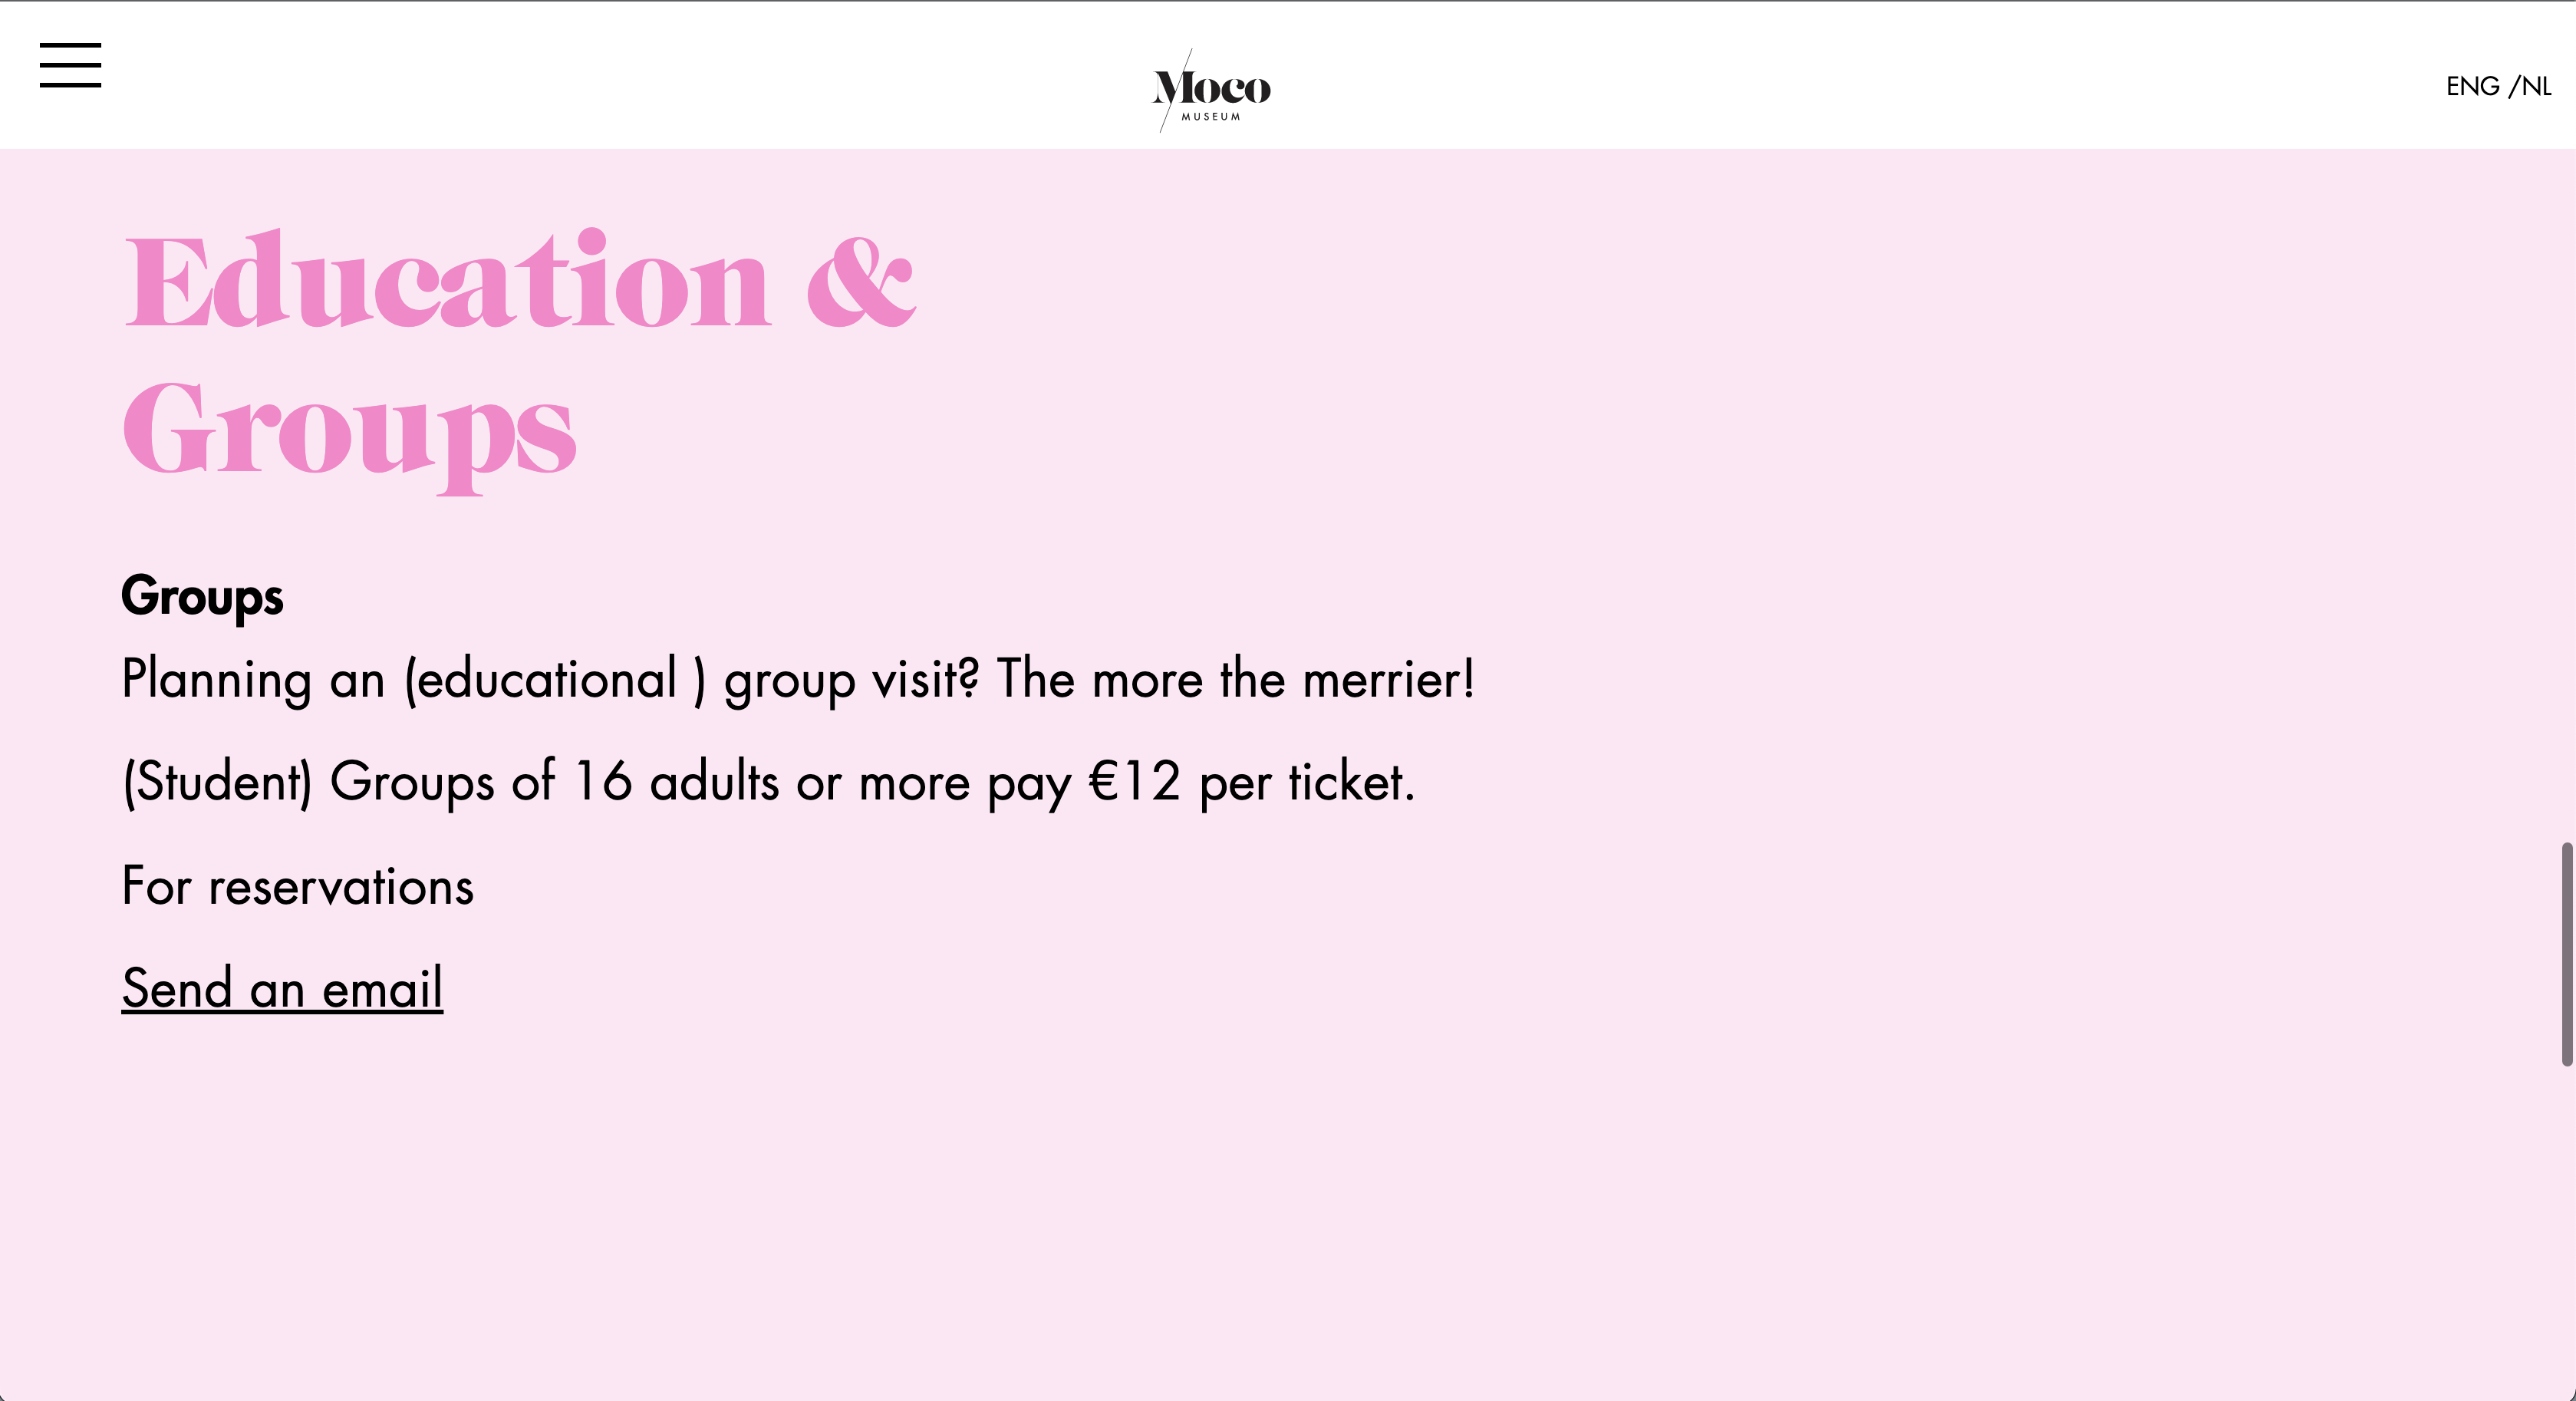 Moco
MUSEUM
ENG /NL
Education &
Groups
Groups
Planning an (educational ) group visit? The more the merrier!
(Student) Groups of 16 adults or more pay €12 per ticket.
For reservations
Send an email